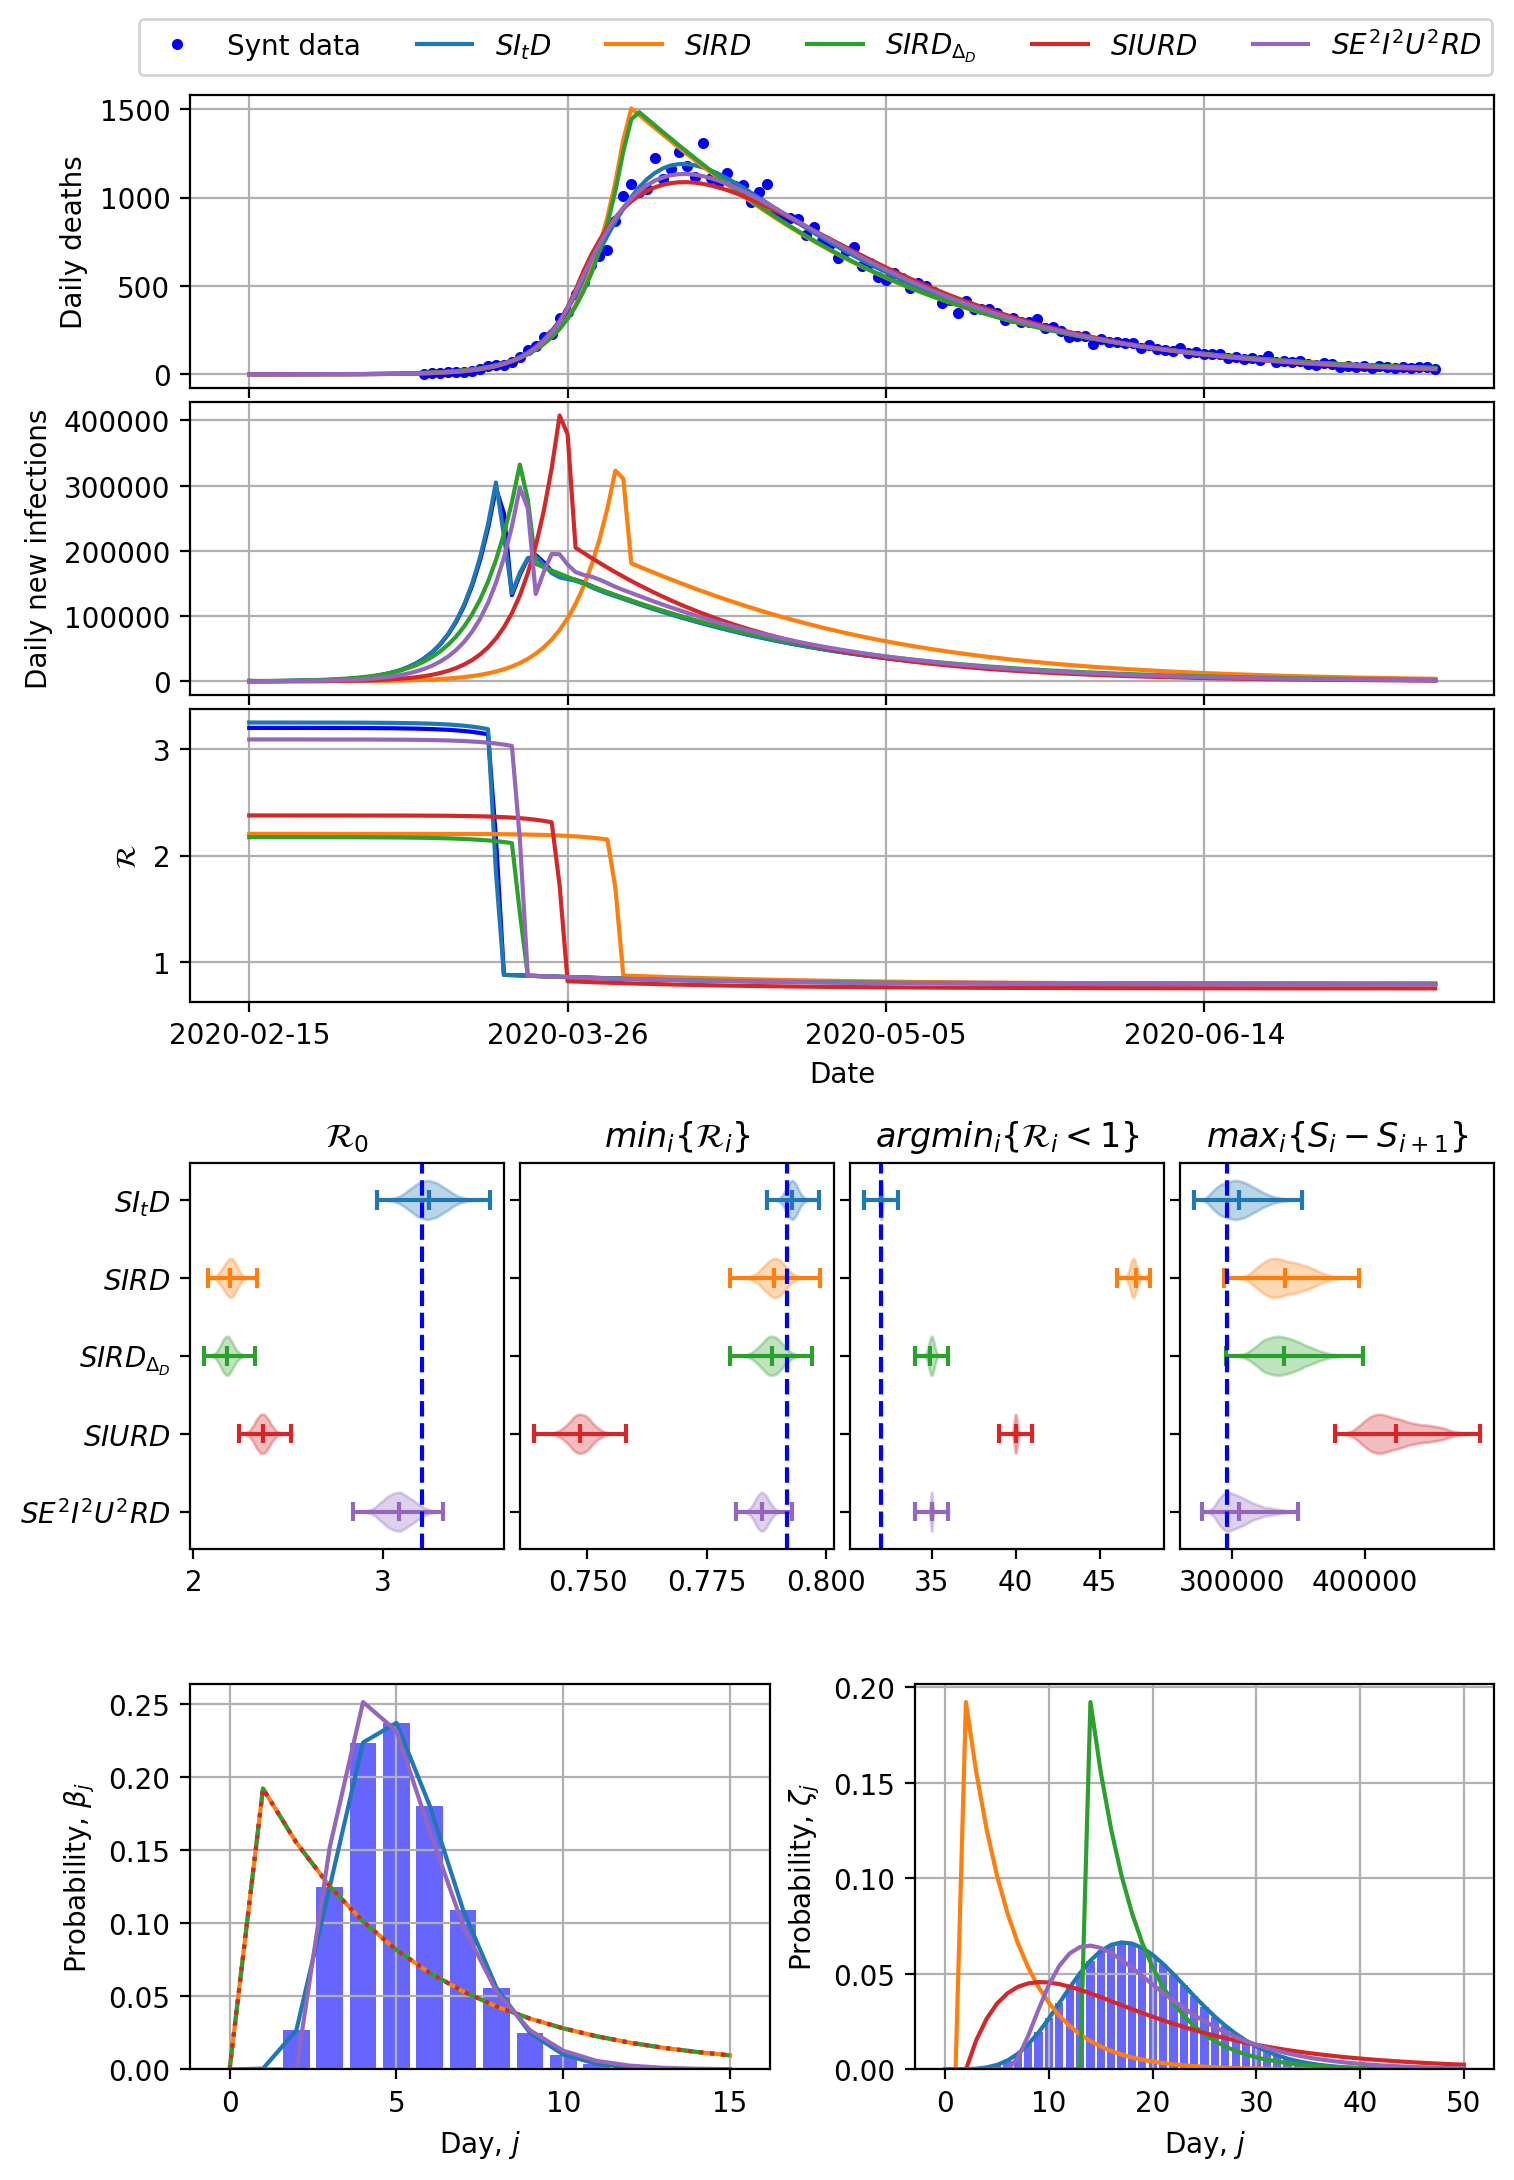 Synt data SI_tD SIRD SIRD_{Δ_D} SIURD SE²I²U²RD
1500
1000
500
0
Daily deaths
400000
300000
200000
100000
0
Daily new infections
3
2
1
ℛ
2020-02-15 2020-03-26 2020-05-05 2020-06-14
Date
ℛ₀ min_i{ℛ_i} argmin_i{ℛ_i < 1} max_i{S_i − S_{i+1}}
SI_tD
SIRD
SIRD_{Δ_D}
SIURD
SE²I²U²RD
2 3 0.750 0.775 0.800 35 40 45 300000 400000
0.25
0.20
0.15
0.10
0.05
0.00
Probability, β_j
0 5 10 15
Day, j
0.20
0.15
0.10
0.05
0.00
Probability, ζ_j
0 10 20 30 40 50
Day, j